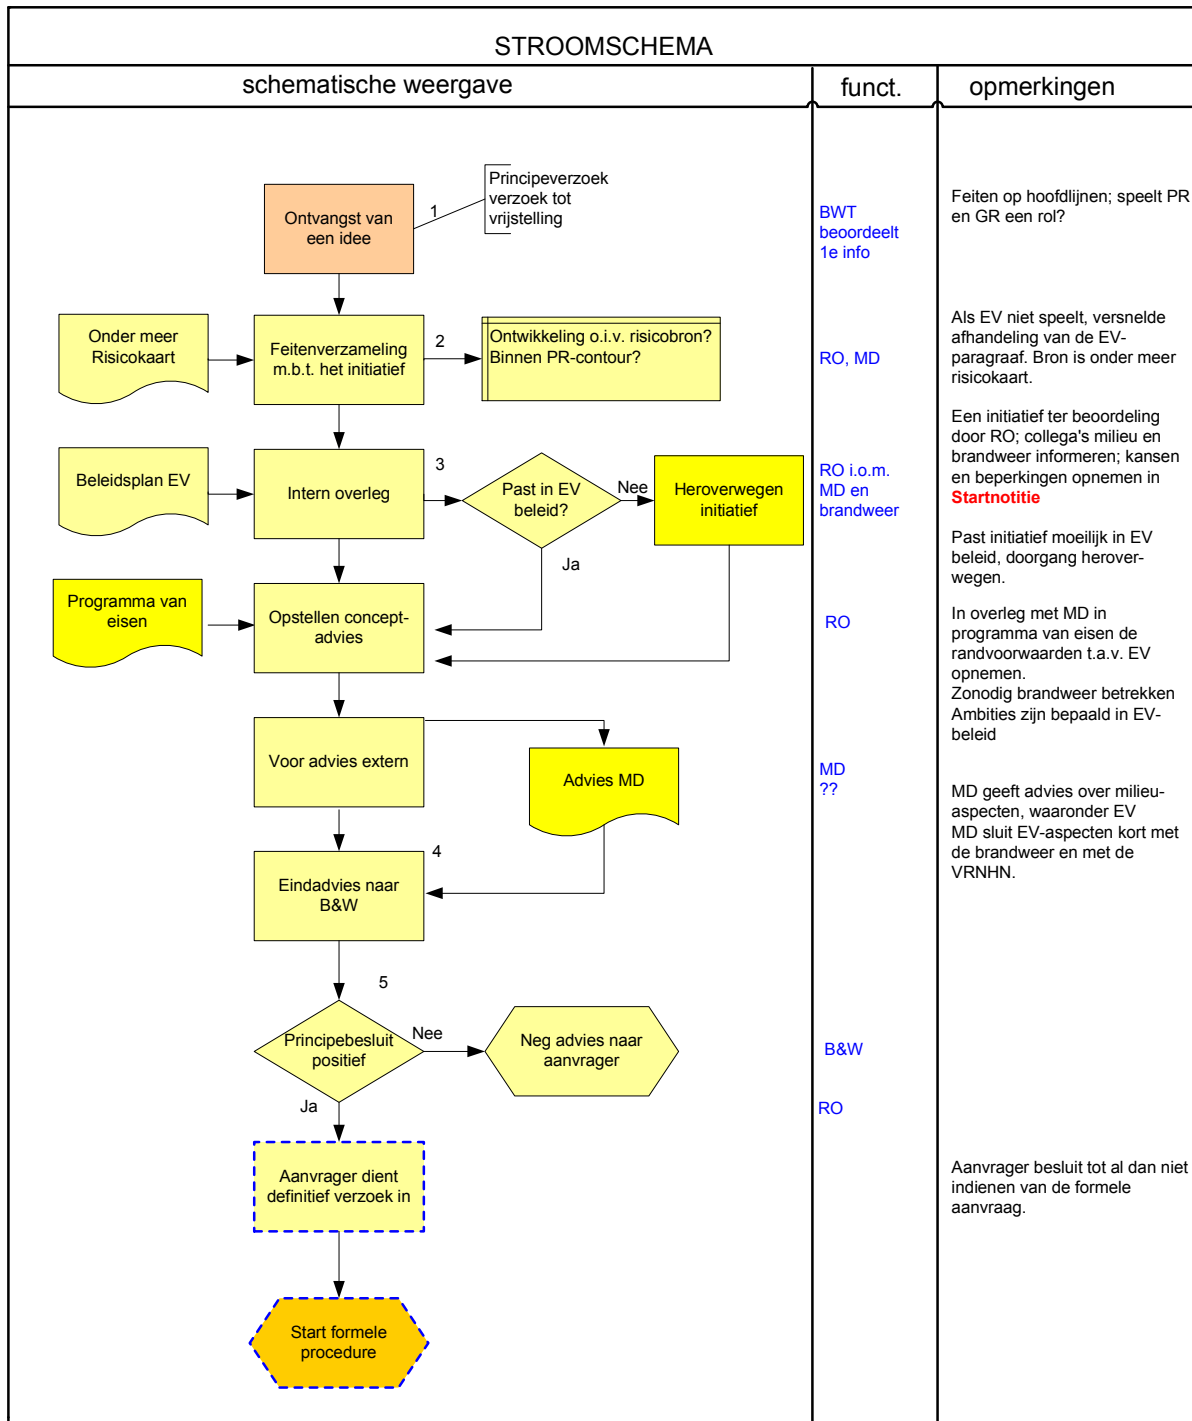 STROOMSCHEMA
schematische weergave
funct.
opmerkingen
Ontvangst van
een idee
1
Principeverzoek
verzoek tot
vrijstelling
BWT
beoordeelt
1e info
Feiten op hoofdlijnen; speelt PR
en GR een rol?
Onder meer
Risicokaart
Feitenverzameling
m.b.t. het initiatief
2
Ontwikkeling o.i.v. risicobron?
Binnen PR-contour?
RO, MD
Als EV niet speelt, versnelde
afhandeling van de EV-
paragraaf. Bron is onder meer
risicokaart.
Beleidsplan EV
Intern overleg
3
Past in EV
beleid?
Nee
Ja
Heroverwegen
initiatief
RO i.o.m.
MD en
brandweer
Een initiatief ter beoordeling
door RO; collega's milieu en
brandweer informeren; kansen
en beperkingen opnemen in
Startnotitie
Past initiatief moeilijk in EV
beleid, doorgang herover-
wegen.
Programma van
eisen
Opstellen concept-
advies
RO
In overleg met MD in
programma van eisen de
randvoorwaarden t.a.v. EV
opnemen.
Zonodig brandweer betrekken
Ambities zijn bepaald in EV-
beleid
Voor advies extern
Advies MD
MD
??
MD geeft advies over milieu-
aspecten, waaronder EV
MD sluit EV-aspecten kort met
de brandweer en met de
VRNHN.
4
Eindadvies naar
B&W
5
Principebesluit
positief
Nee
Neg advies naar
aanvrager
B&W
Ja
RO
Aanvrager dient
definitief verzoek in
Aanvrager besluit tot al dan niet
indienen van de formele
aanvraag.
Start formele
procedure